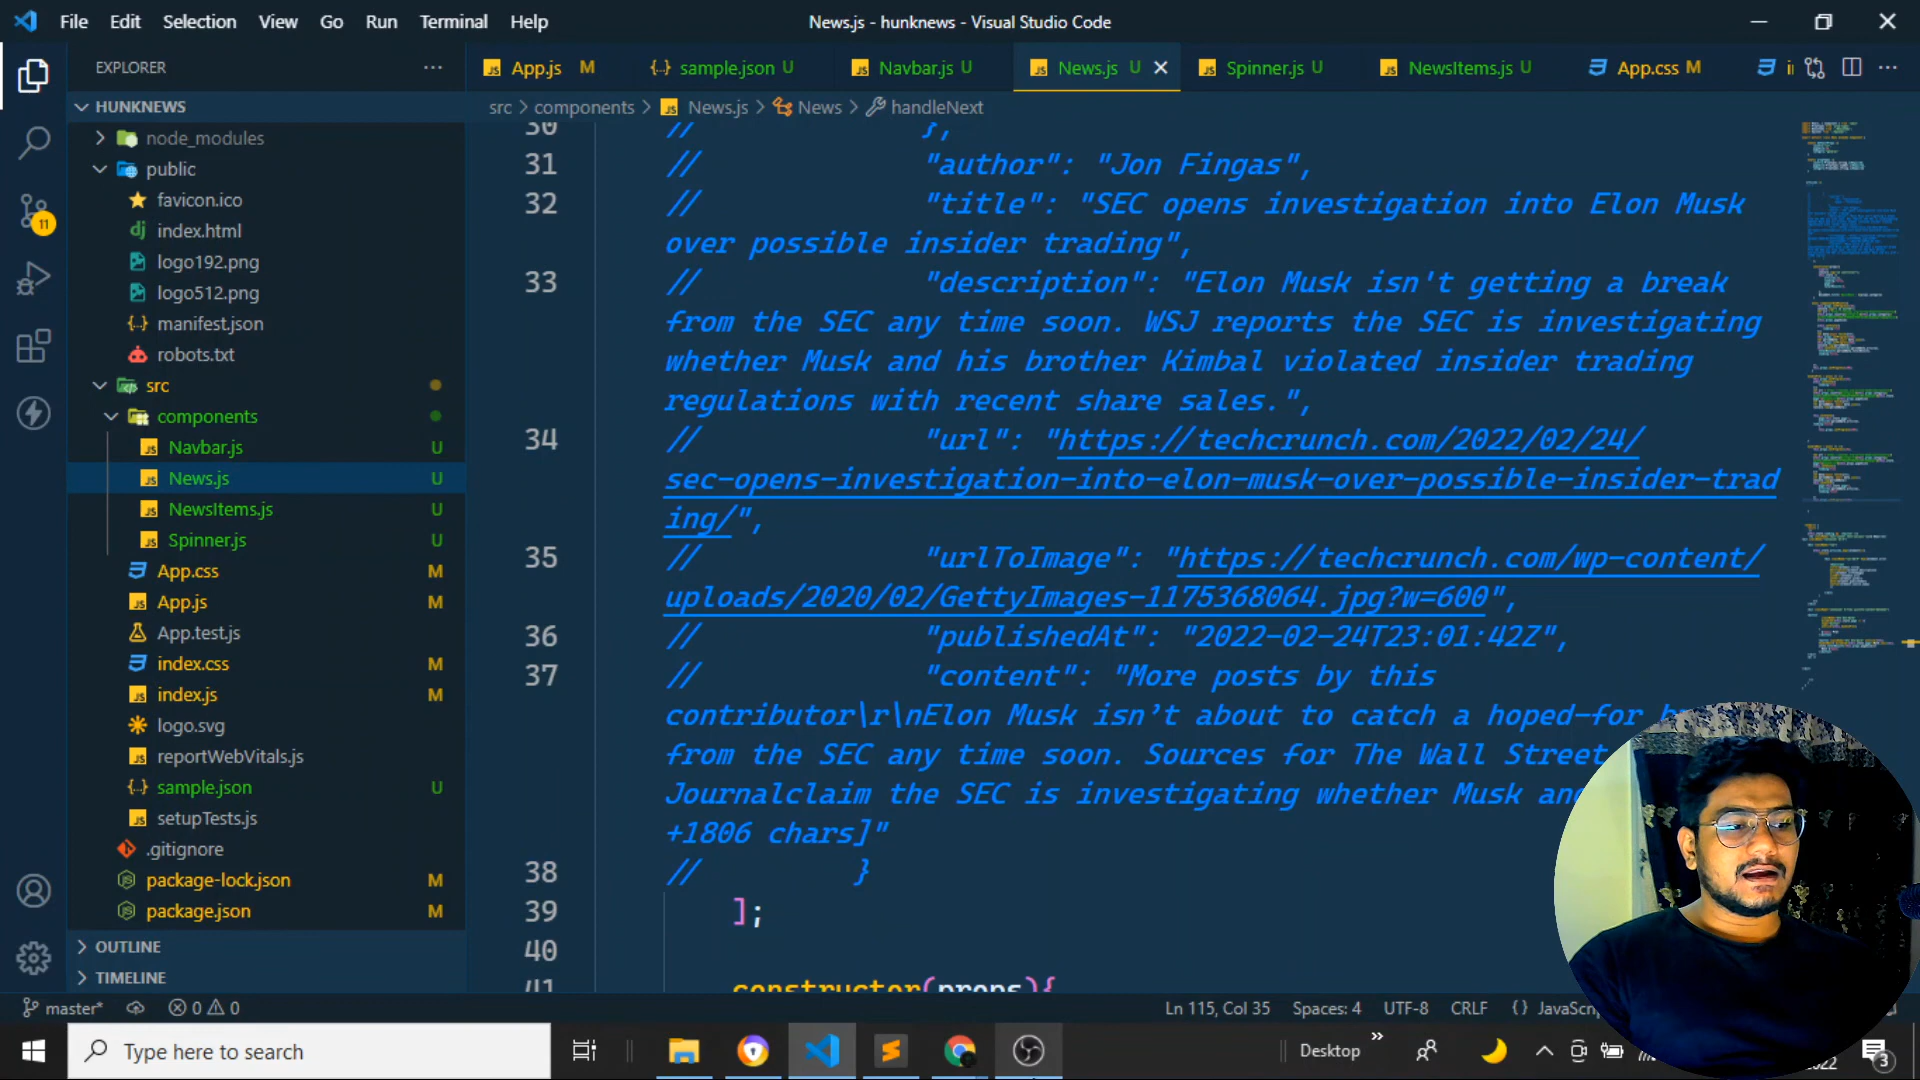 File Edit Selection View Go Run Terminal Help
News.js - hunknews - Visual Studio Code
EXPLORER
App.js M
sample.json U
Navbar.js U
News.js U
Spinner.js U
NewsItems.js U
App.css M
HUNKNEWS
src > components > News.js > News > handleNext
node_modules
public
favicon.ico
index.html
logo192.png
logo512.png
manifest.json
robots.txt
src
components
Navbar.js U
News.js U
NewsItems.js U
Spinner.js U
App.css M
App.js M
App.test.js
index.css M
index.js M
logo.svg
reportWebVitals.js
sample.json U
setupTests.js
.gitignore
package-lock.json M
package.json M
OUTLINE
TIMELINE
30 // },
31 // "author": "Jon Fingas",
32 // "title": "SEC opens investigation into Elon Musk
over possible insider trading",
33 // "description": "Elon Musk isn't getting a break
from the SEC any time soon. WSJ reports the SEC is investigating
whether Musk and his brother Kimbal violated insider trading
regulations with recent share sales.",
34 // "url": "https://techcrunch.com/2022/02/24/
sec-opens-investigation-into-elon-musk-over-possible-insider-trad
ing/",
35 // "urlToImage": "https://techcrunch.com/wp-content/
uploads/2020/02/GettyImages-1175368064.jpg?w=600",
36 // "publishedAt": "2022-02-24T23:01:42Z",
37 // "content": "More posts by this
contributor\r\nElon Musk isn’t about to catch a hoped-for
from the SEC any time soon. Sources for The Wall Street
Journalclaim the SEC is investigating whether Musk
+1806 chars]"
38 // }
39 ];
40
41 constructor(props){
11
master* 0 0
Ln 115, Col 35 Spaces: 4 UTF-8 CRLF
Type here to search
Desktop
3